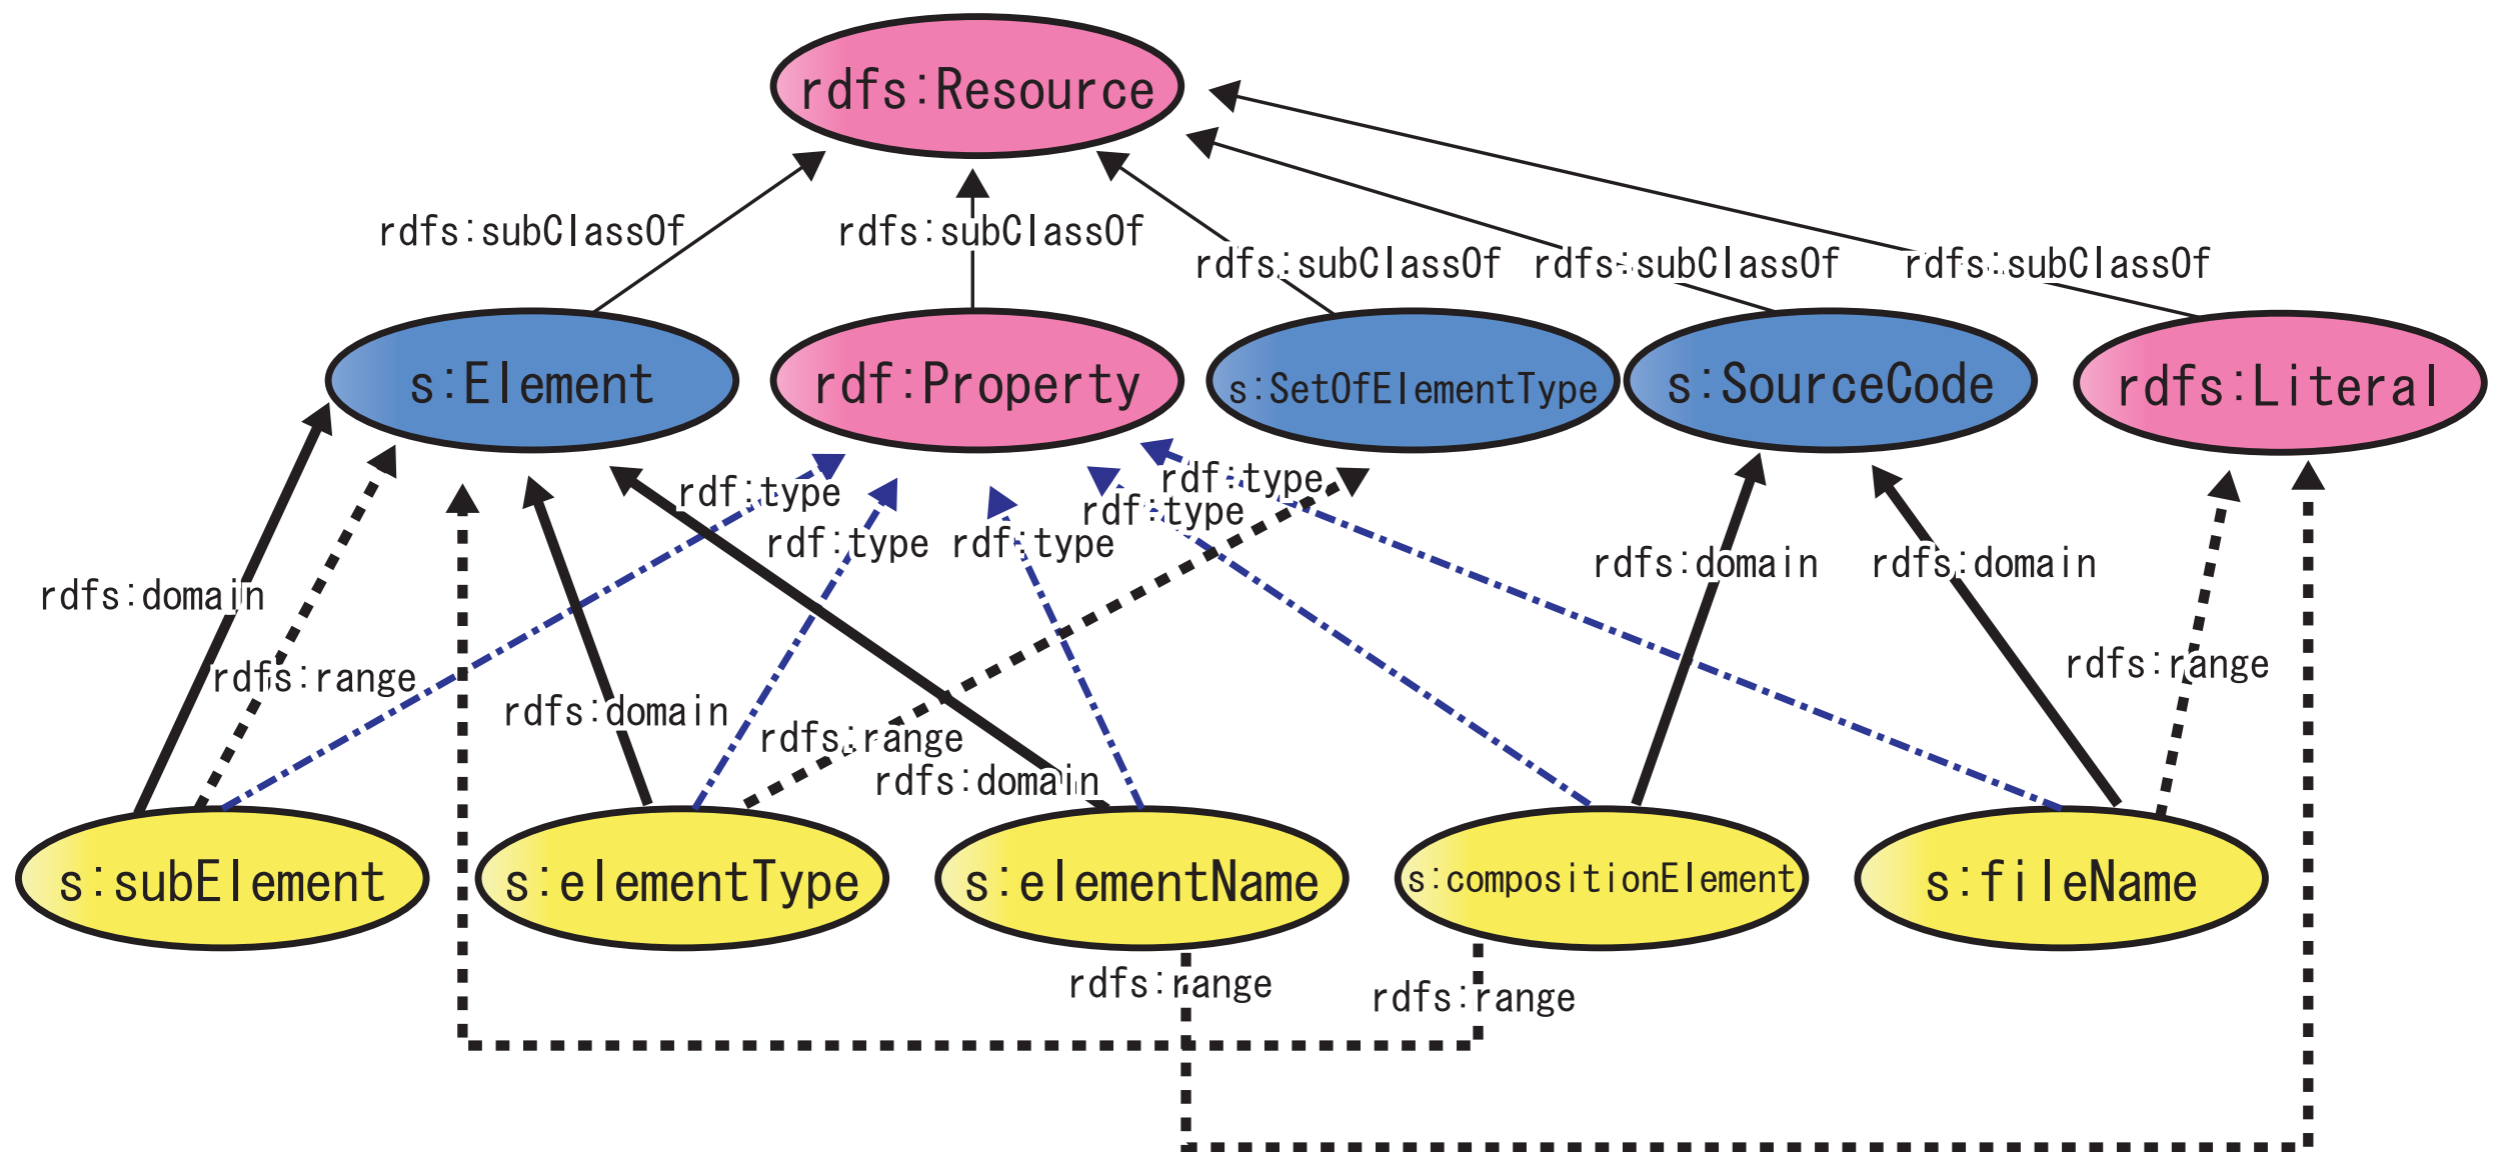 rdfs:Resource
rdfs:subClassOf
rdfs:subClassOf
rdfs:subClassOf
rdfs:subClassOf
rdfs:subClassOf
s:Element
rdf:Property
s:SetOfElementType
s:SourceCode
rdfs:Literal
rdf:type
rdf:type
rdf:type
rdf:type
rdf:type
rdfs:domain
rdfs:domain
rdfs:domain
rdfs:range
rdfs:range
rdfs:domain
rdfs:range
rdfs:domain
s:subElement
s:elementType
s:elementName
s:compositionElement
s:fileName
rdfs:range
rdfs:range